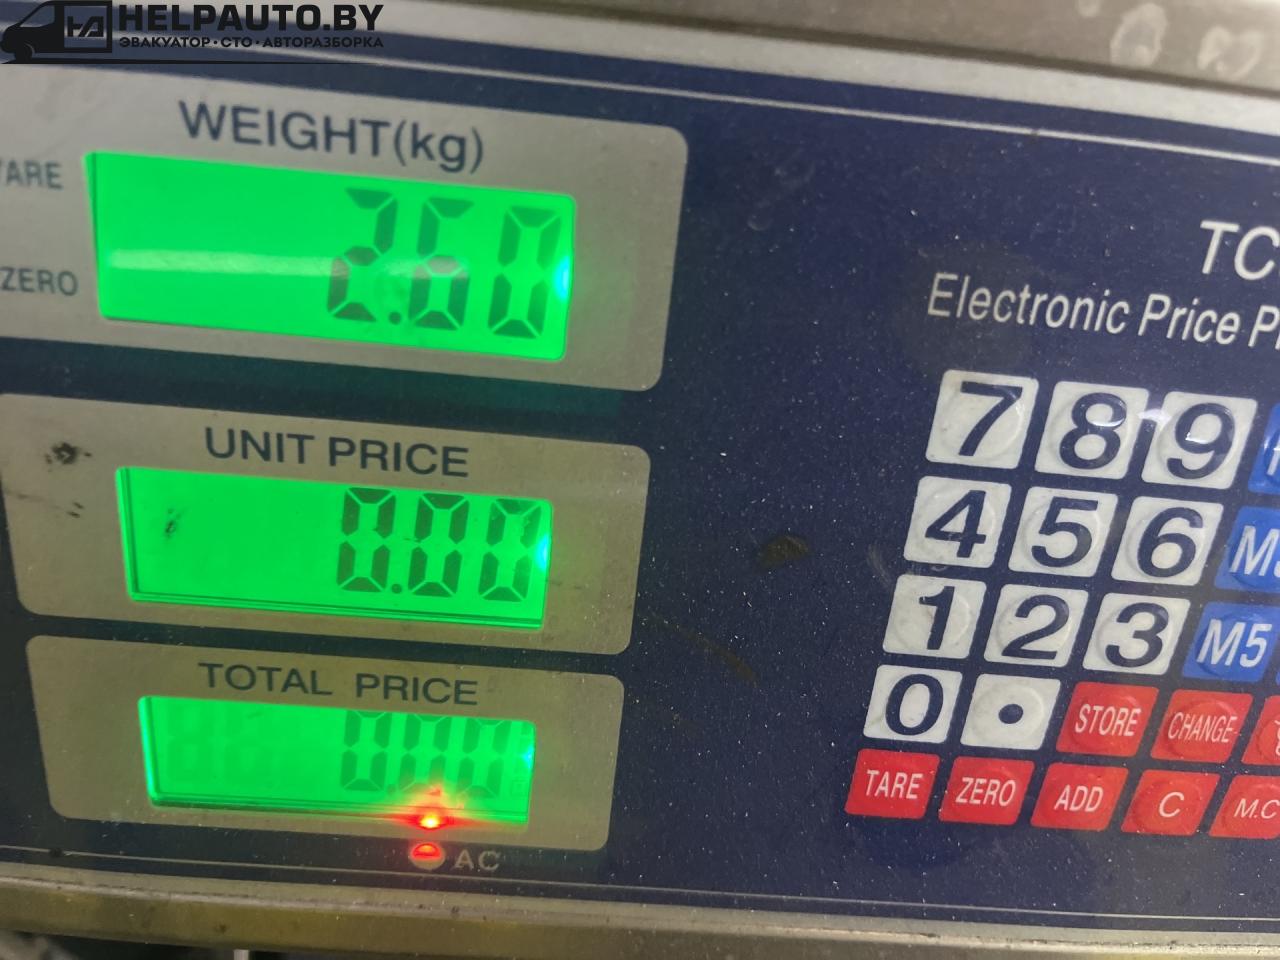 HELPAUTO.BY
ЭВАКУАТОР·СТО·АВТОРАЗБОРКА
WEIGHT(kg)
2.60
ZERO
UNIT PRICE
0.00
TOTAL PRICE
0.00
AC
TC
Electronic Price
7 8 9
4 5 6
1 2 3 M5
0 • STORE CHANGE
TARE ZERO ADD C M.C